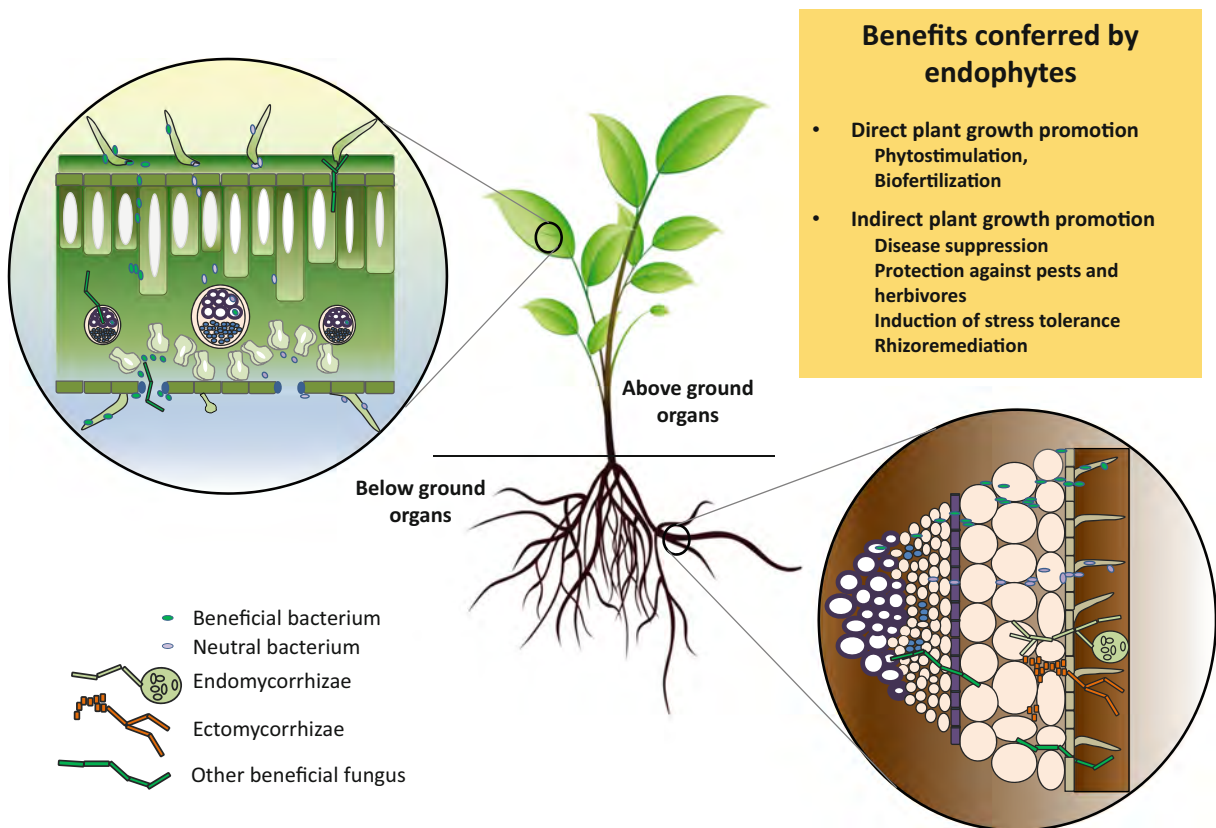 Benefits conferred by
endophytes
• Direct plant growth promotion
Phytostimulation,
Biofertilization
• Indirect plant growth promotion
Disease suppression
Protection against pests and
herbivores
Induction of stress tolerance
Rhizoremediation
Above ground
organs
Below ground
organs
Beneficial bacterium
Neutral bacterium
Endomycorrhizae
Ectomycorrhizae
Other beneficial fungus